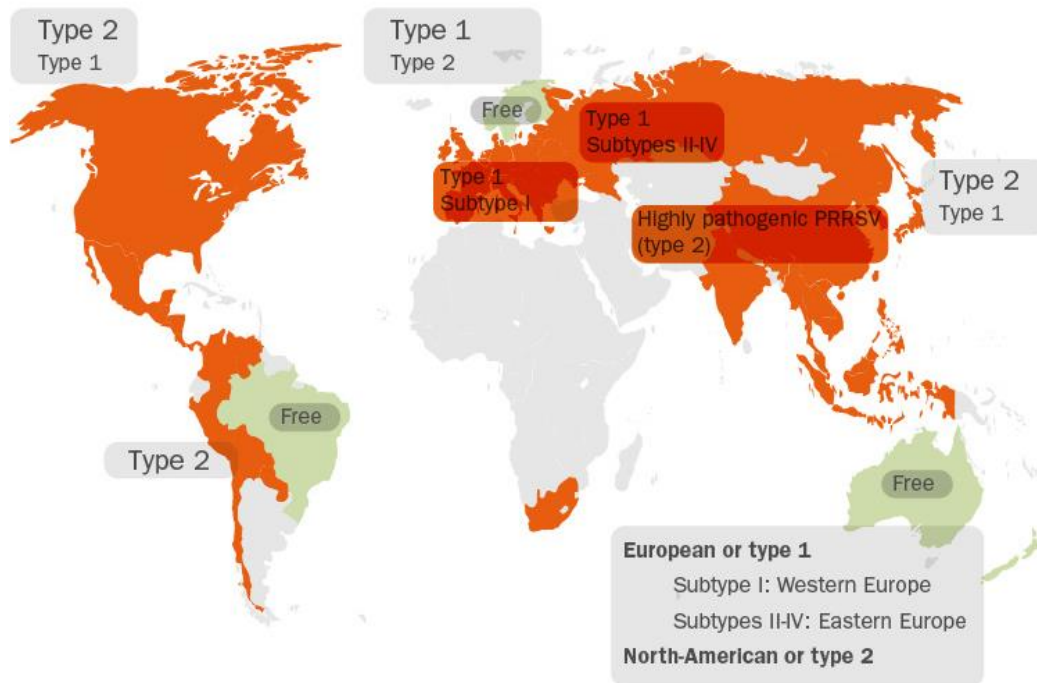 Type 2
Type 1
Type 1
Type 2
Free
Type 1
Subtypes II-IV
Type 1
Subtype I
Type 2
Type 1
Highly pathogenic PRRSV
(type 2)
Free
Type 2
Free
European or type 1
Subtype I: Western Europe
Subtypes II-IV: Eastern Europe
North-American or type 2